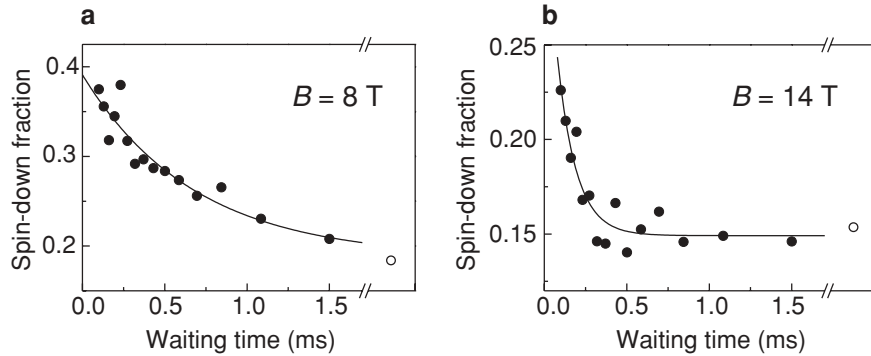 a
0.4
0.3
0.2
Spin-down fraction
B = 8 T
0.0 0.5 1.0 1.5
Waiting time (ms)
b
0.25
0.20
0.15
Spin-down fraction
B = 14 T
0.0 0.5 1.0 1.5
Waiting time (ms)